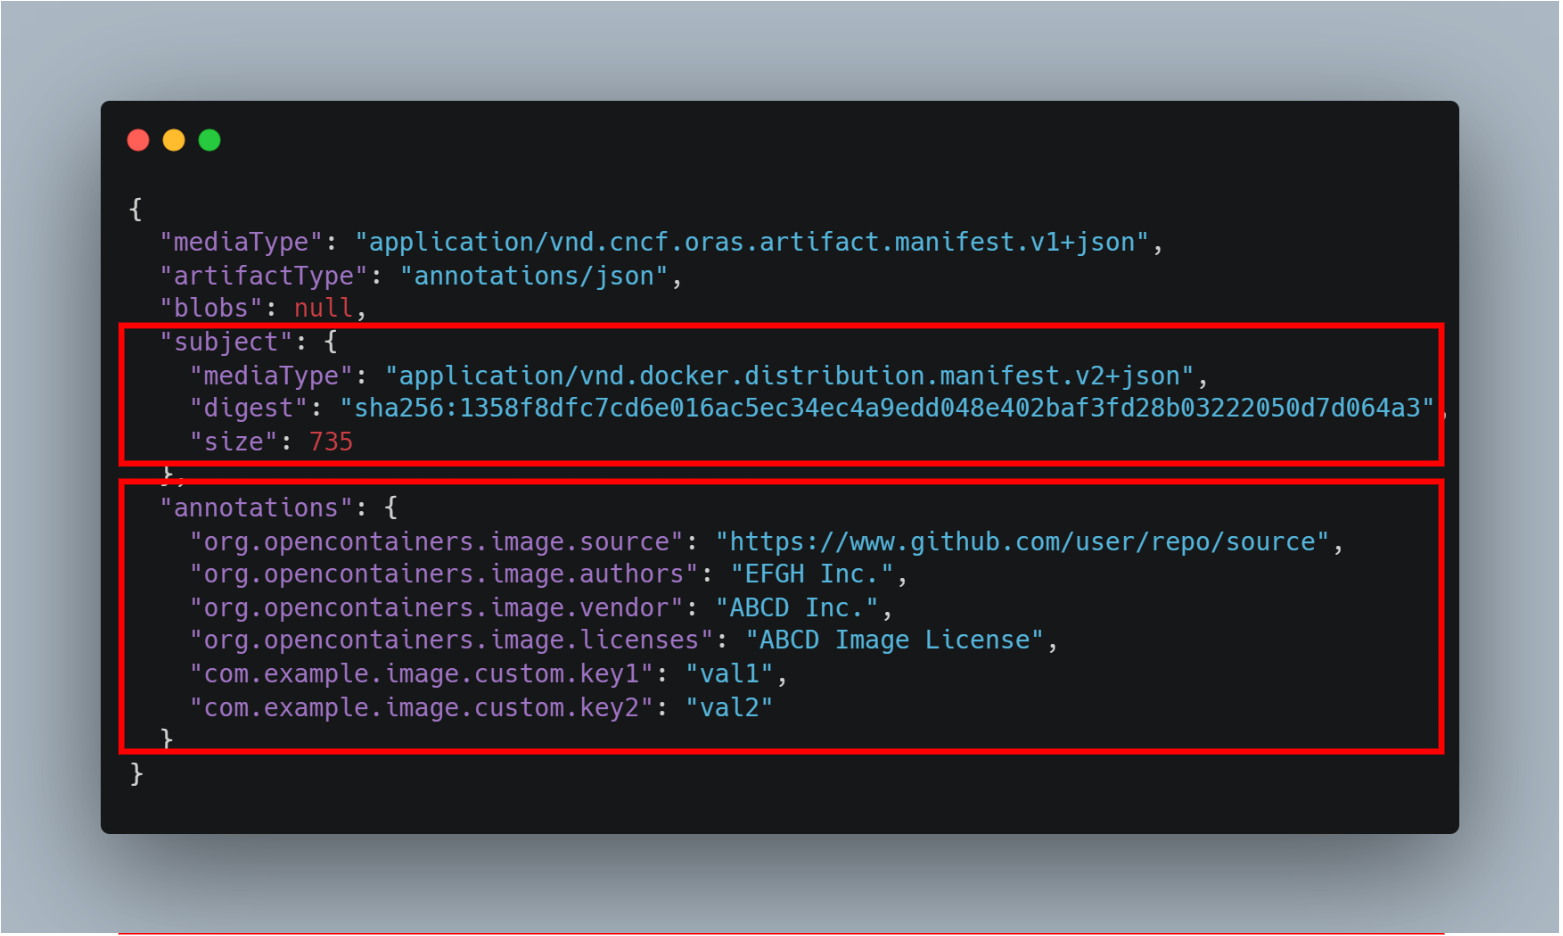 {
  "mediaType": "application/vnd.cncf.oras.artifact.manifest.v1+json",
  "artifactType": "annotations/json",
  "blobs": null,
  "subject": {
    "mediaType": "application/vnd.docker.distribution.manifest.v2+json",
    "digest": "sha256:1358f8dfc7cd6e016ac5ec34ec4a9edd048e402baf3fd28b03222050d7d064a3",
    "size": 735
  },
  "annotations": {
    "org.opencontainers.image.source": "https://www.github.com/user/repo/source",
    "org.opencontainers.image.authors": "EFGH Inc.",
    "org.opencontainers.image.vendor": "ABCD Inc.",
    "org.opencontainers.image.licenses": "ABCD Image License",
    "com.example.image.custom.key1": "val1",
    "com.example.image.custom.key2": "val2"
  }
}